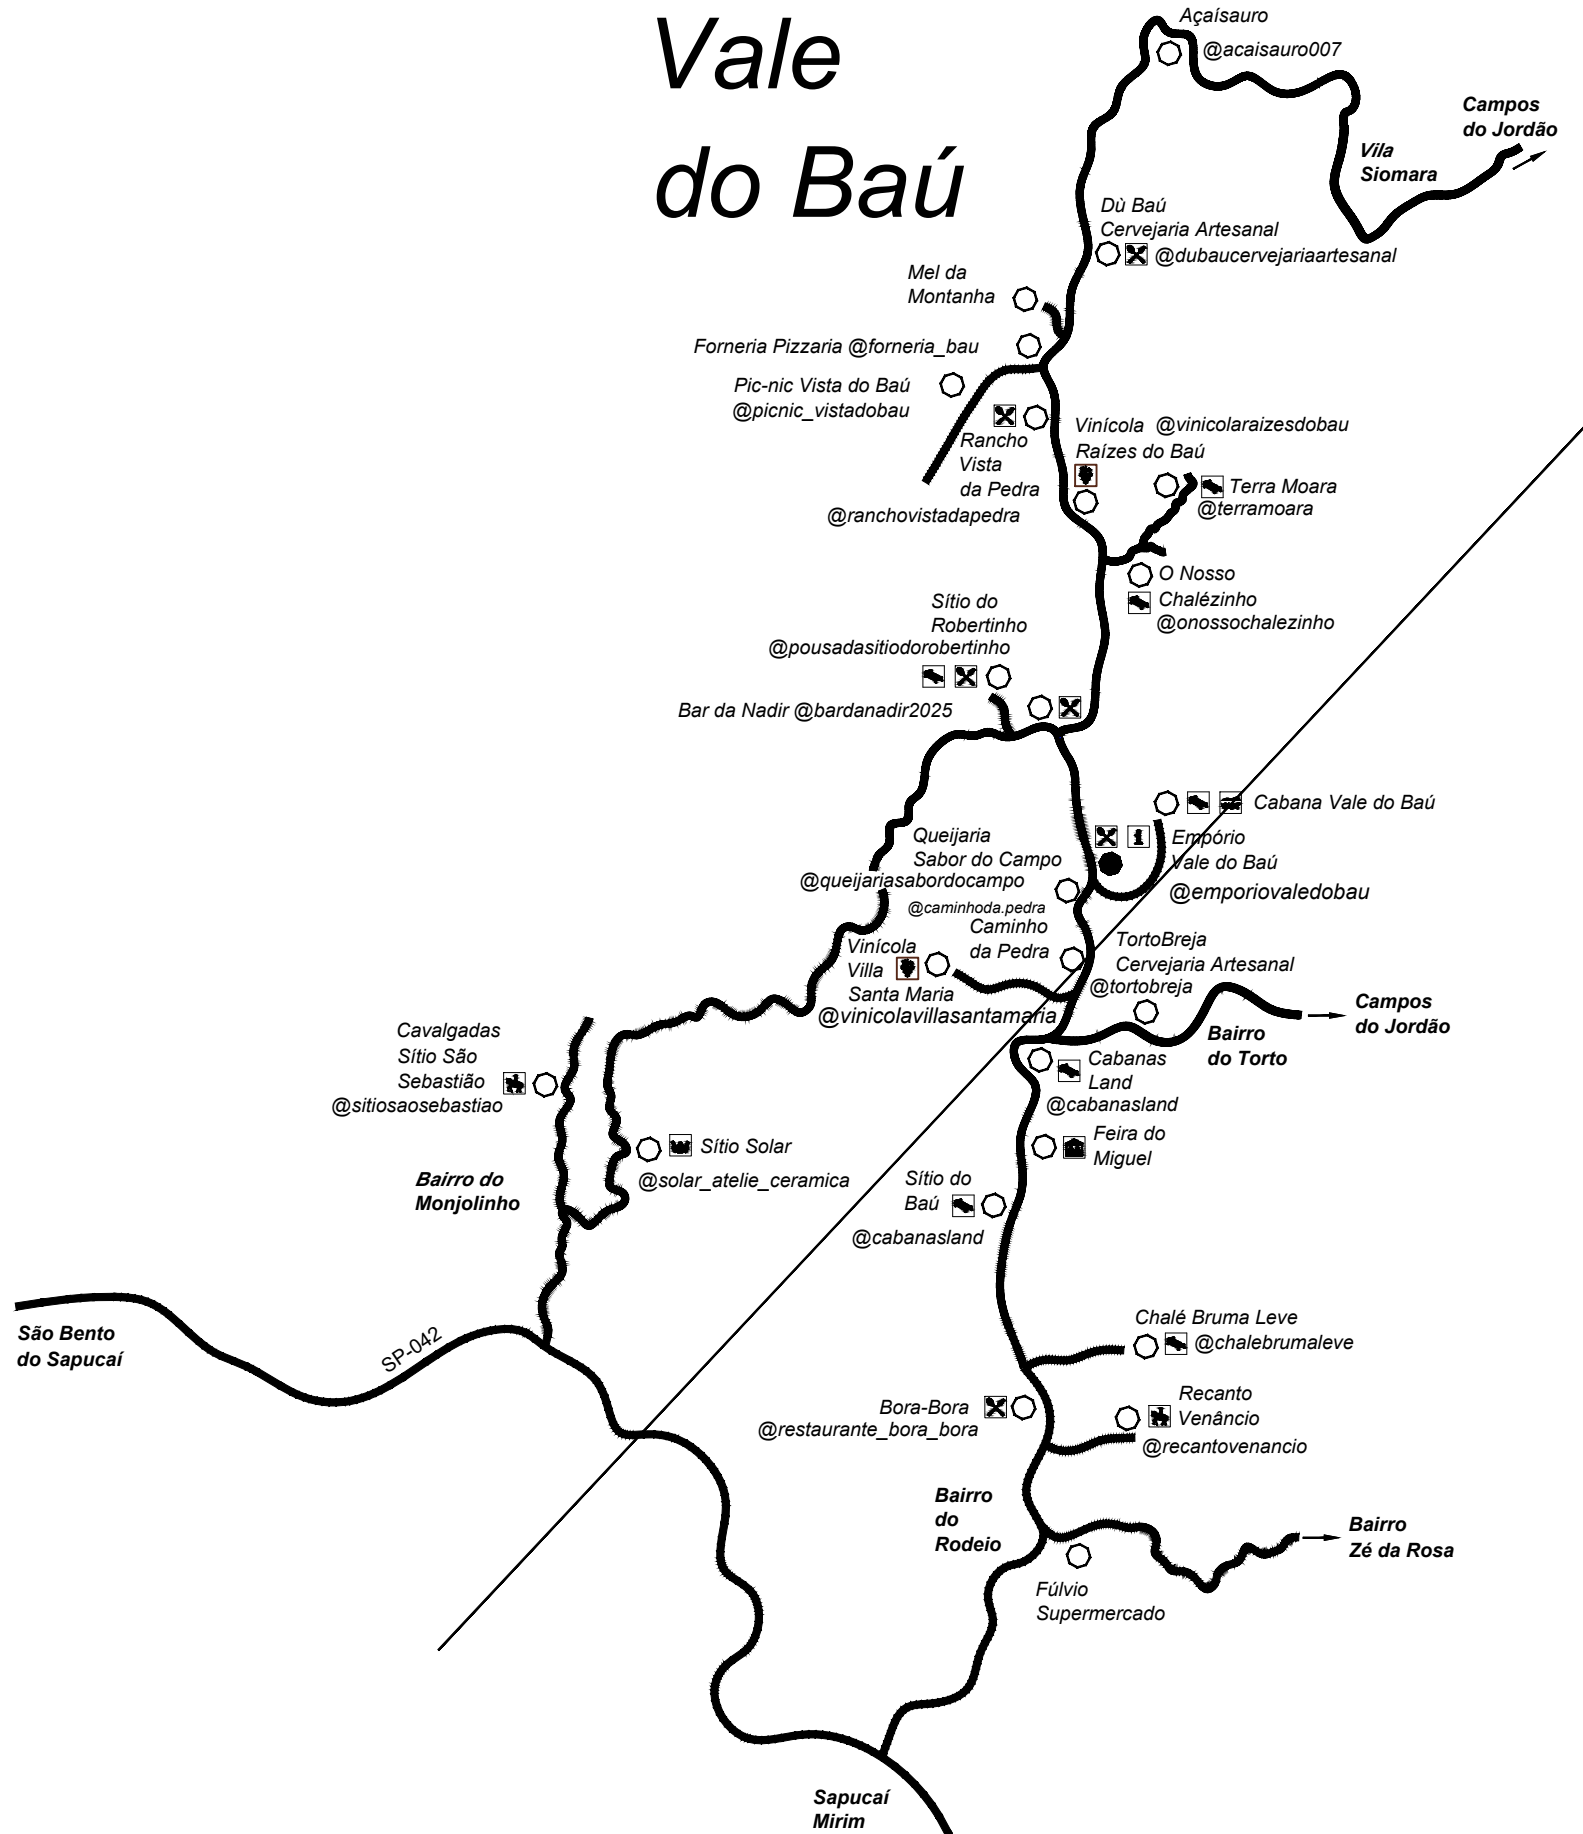 Vale
do Baú
Açaísauro
@acaisauro007
Campos
do Jordão
Vila
Siomara
Dù Baú
Cervejaria Artesanal
@dubaucervejariaartesanal
Mel da
Montanha
Forneria Pizzaria @forneria_bau
Pic-nic Vista do Baú
@picnic_vistadobau
Rancho
Vista
da Pedra
@ranchovistadapedra
Vinícola @vinicolaraizesdobau
Raízes do Baú
Terra Moara
@terramoara
O Nosso
Chalézinho
@onossochalezinho
Sítio do
Robertinho
@pousadasitiodorobertinho
Bar da Nadir @bardanadir2025
Cabana Vale do Baú
Empório
Vale do Baú
@emporiovaledobau
Queijaria
Sabor do Campo
@queijariasabordocampo
@caminhoda.pedra
Caminho
da Pedra
Vinícola
Villa
Santa Maria
@vinicolavillasantamaria
TortoBreja
Cervejaria Artesanal
@tortobreja
Campos
do Jordão
Bairro
do Torto
Cavalgadas
Sítio São
Sebastião
@sitiosaosebastiao
Cabanas
Land
@cabanasland
Feira do
Miguel
Sítio Solar
@solar_atelie_ceramica
Bairro do
Monjolinho
Sítio do
Baú
@cabanasland
São Bento
do Sapucaí
SP-042
Chalé Bruma Leve
@chalebrumaleve
Recanto
Venâncio
@recantovenancio
Bora-Bora
@restaurante_bora_bora
Bairro
do
Rodeio
Bairro
Zé da Rosa
Fúlvio
Supermercado
Sapucaí
Mirim